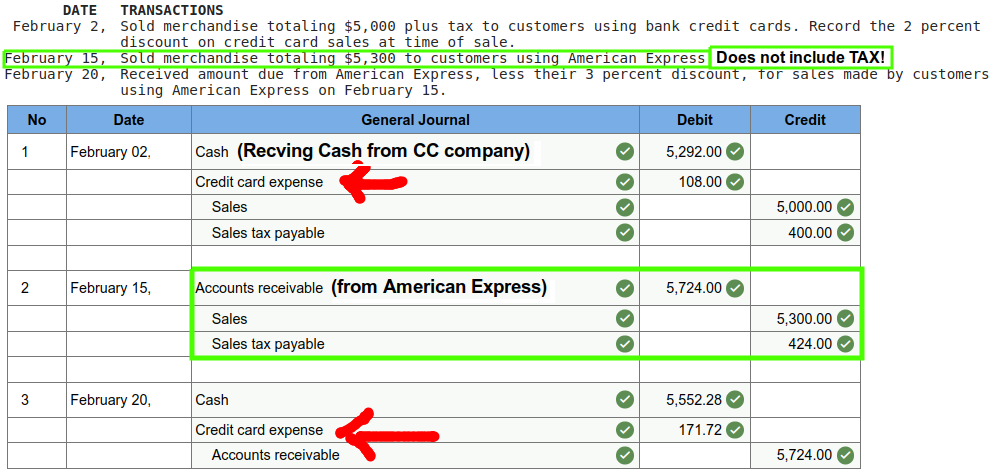 DATE TRANSACTIONS
February 2, Sold merchandise totaling $5,000 plus tax to customers using bank credit cards. Record the 2 percent
discount on credit card sales at time of sale.
February 15, Sold merchandise totaling $5,300 to customers using American Express Does not include TAX!
February 20, Received amount due from American Express, less their 3 percent discount, for sales made by customers
using American Express on February 15.
No Date General Journal Debit Credit
1 February 02, Cash (Recving Cash from CC company) 5,292.00
Credit card expense 108.00
Sales 5,000.00
Sales tax payable 400.00
2 February 15, Accounts receivable (from American Express) 5,724.00
Sales 5,300.00
Sales tax payable 424.00
3 February 20, Cash 5,552.28
Credit card expense 171.72
Accounts receivable 5,724.00